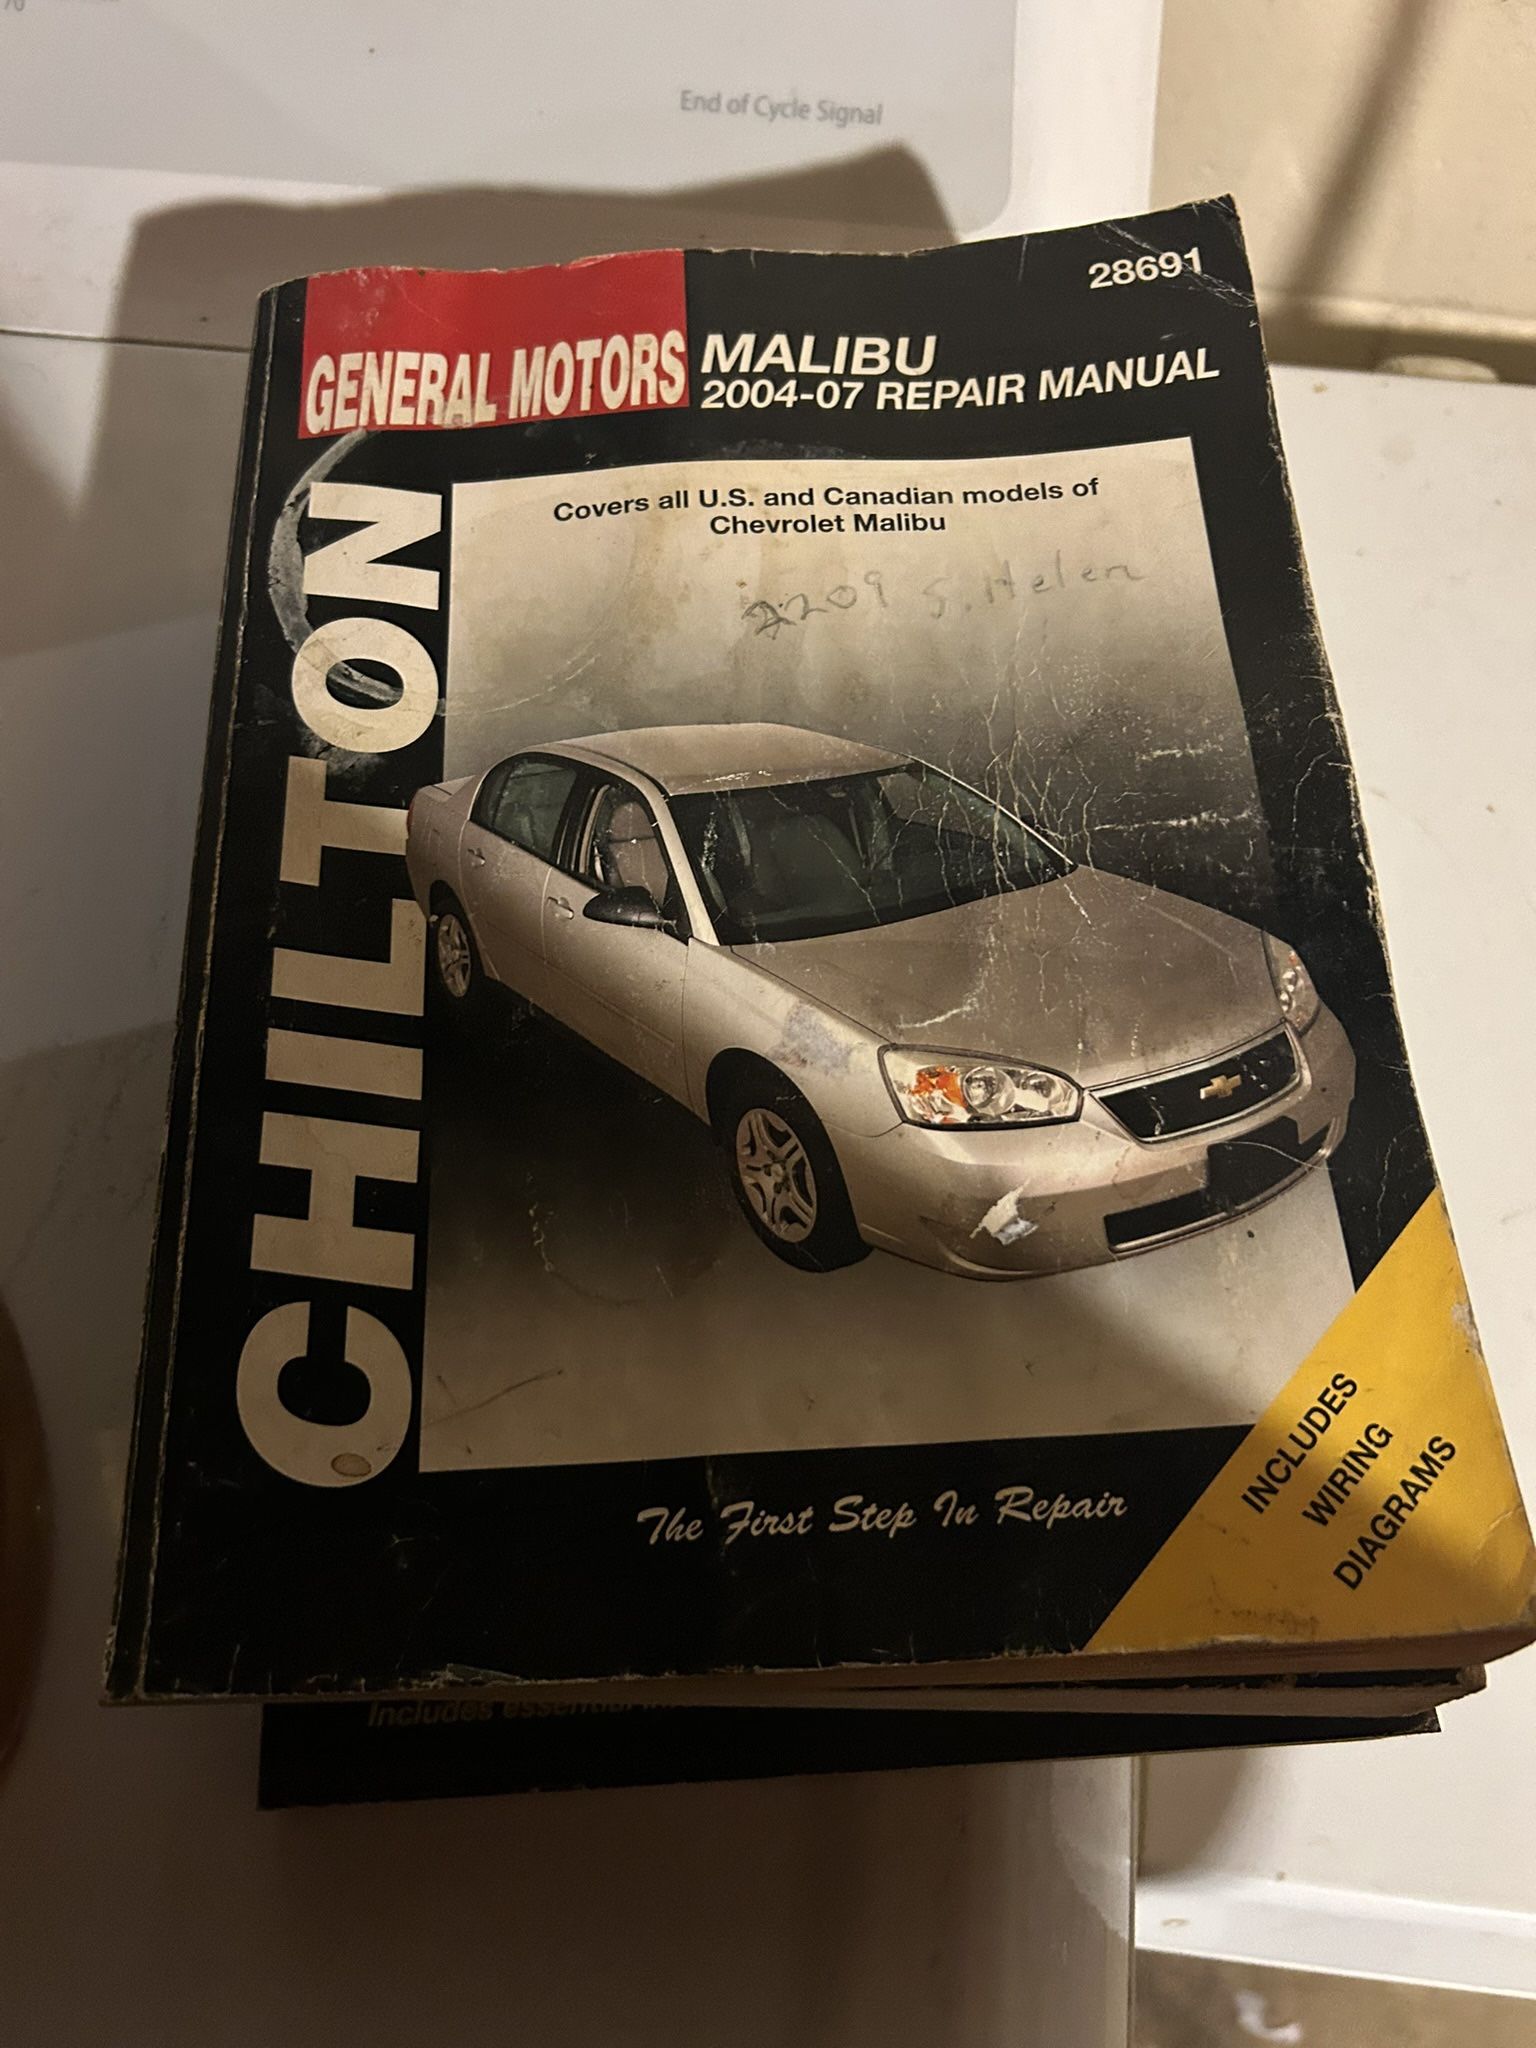 End of Cycle Signal
28691
GENERAL MOTORS
MALIBU
2004-07 REPAIR MANUAL
Covers all U.S. and Canadian models of
Chevrolet Malibu
2209 S. Helen
CHILTON
The First Step In Repair
INCLUDES
WIRING
DIAGRAMS
Includes essential